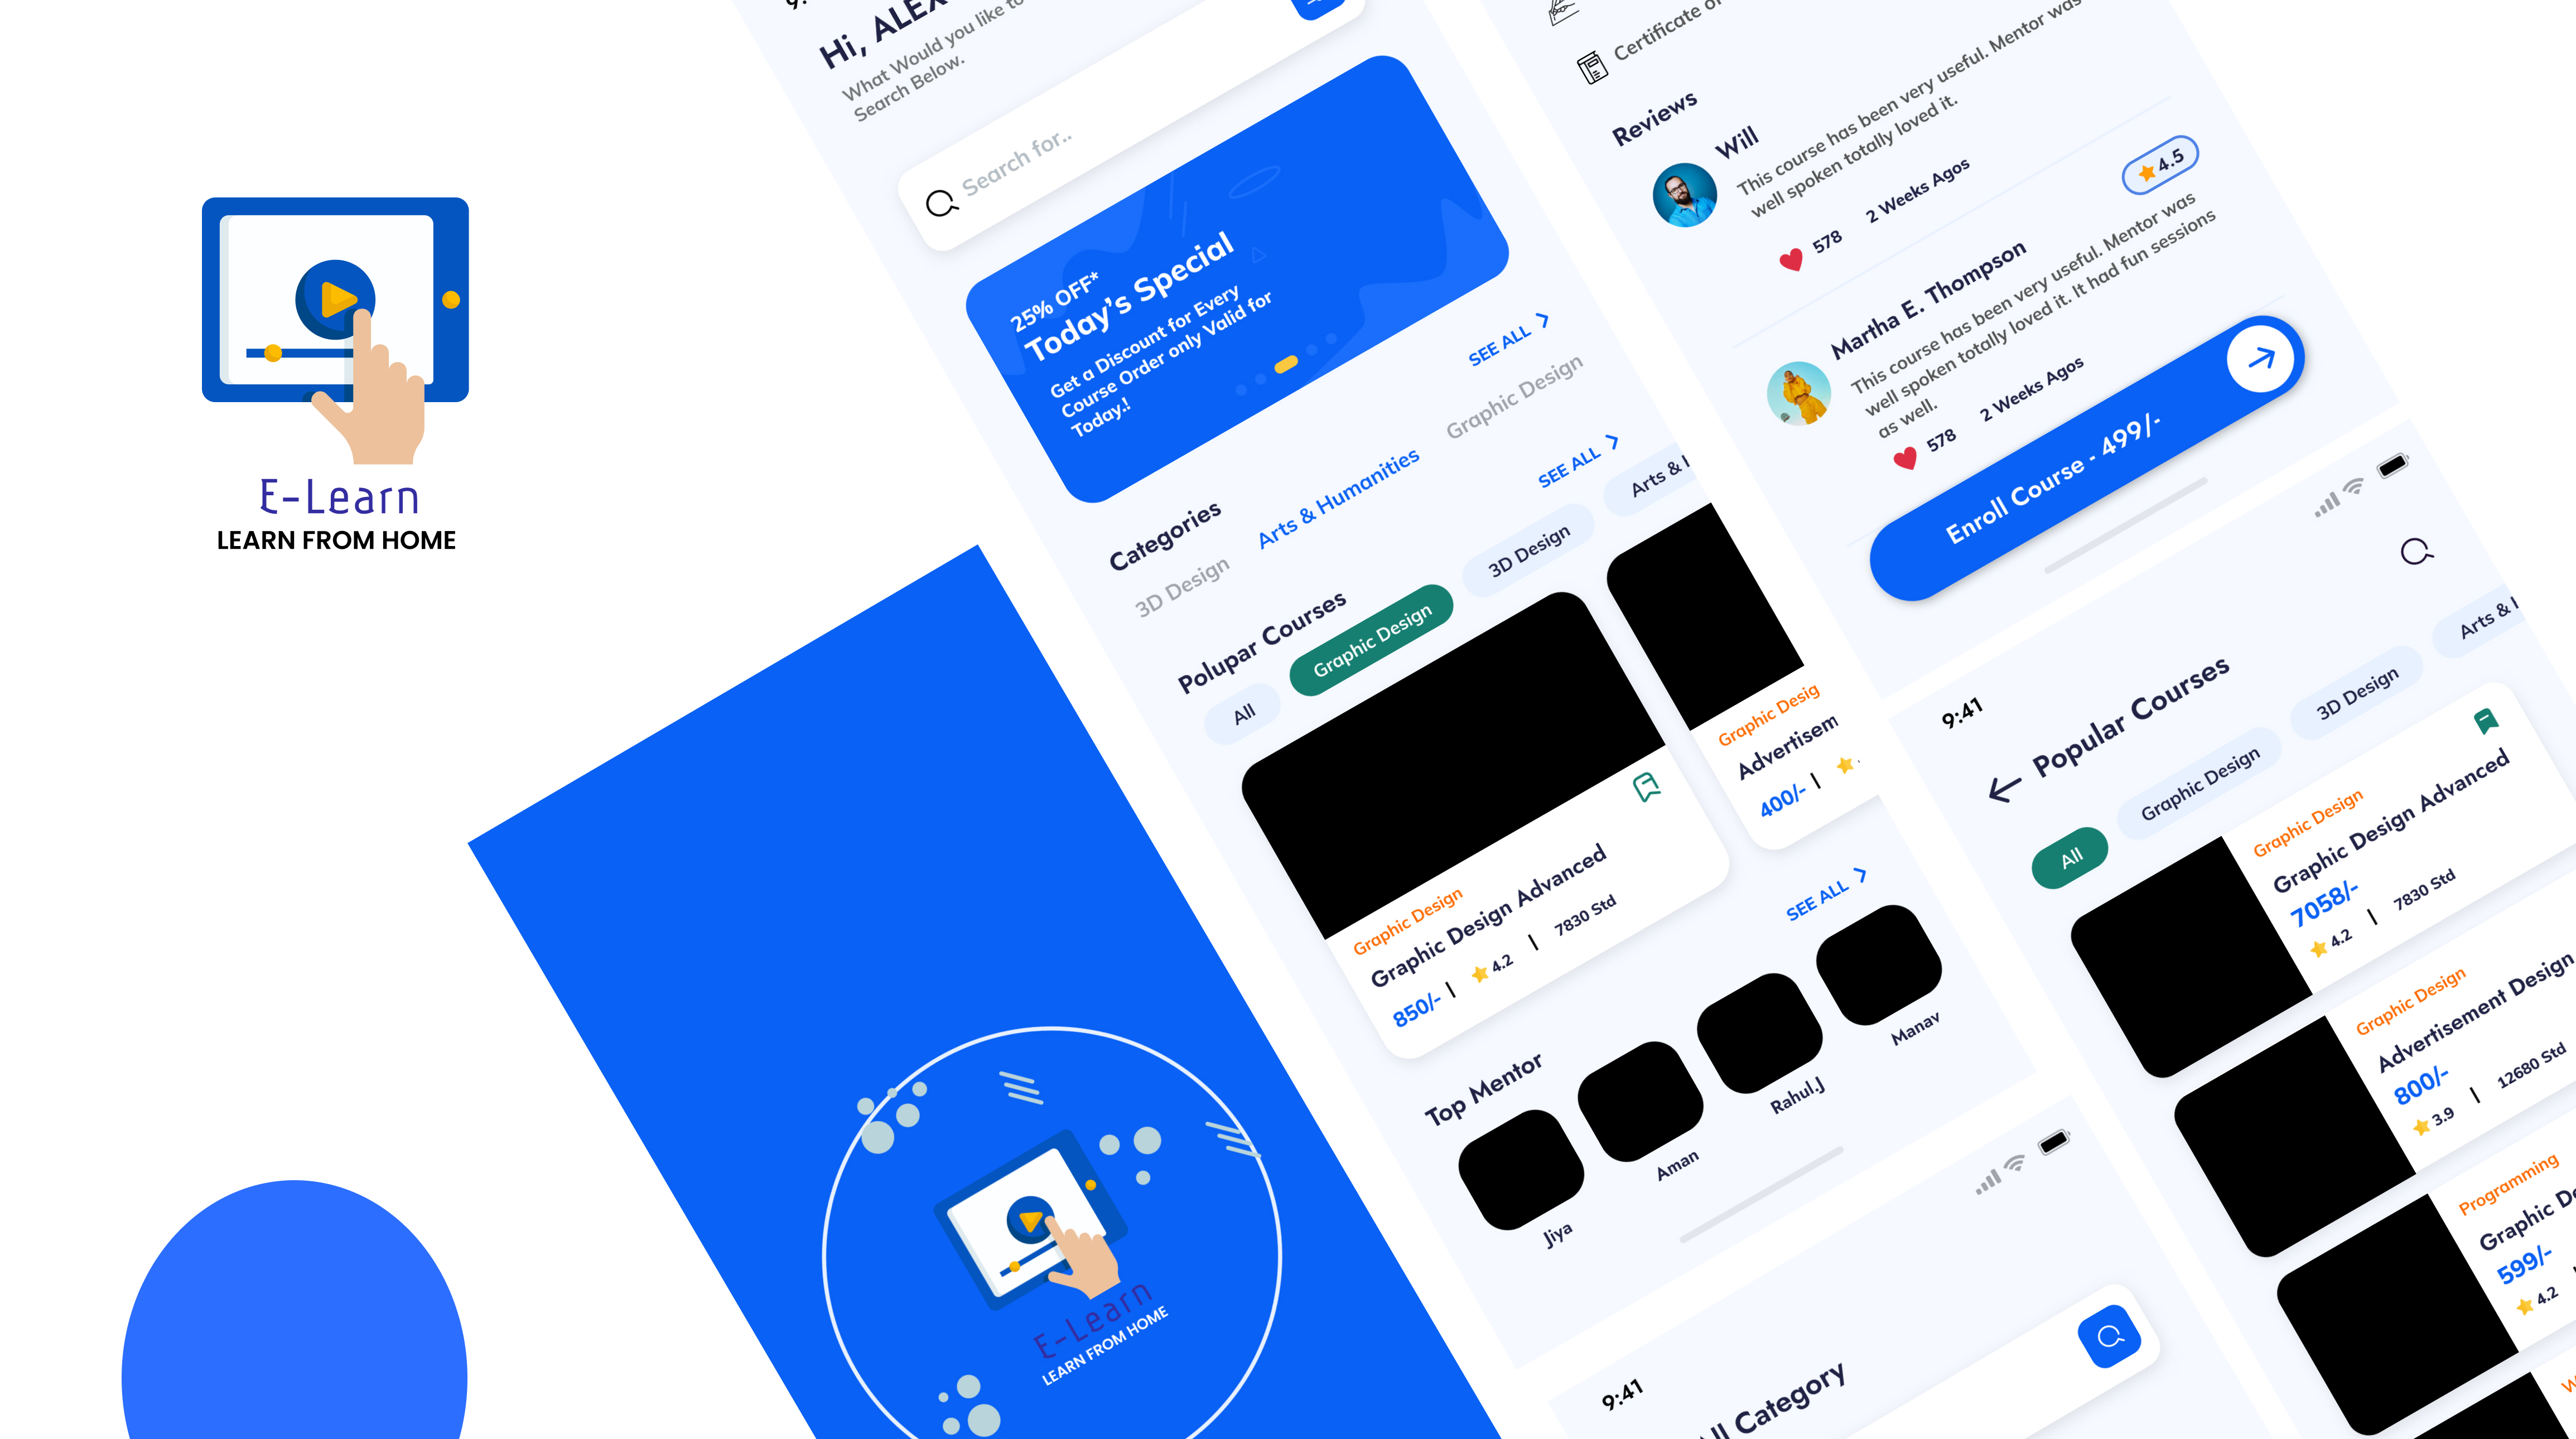 E-Learn
LEARN FROM HOME
E-Learn
LEARN FROM HOME
Hi, ALEX
What Would you like to
Search Below.
Search for..
25% OFF*
Today's Special
Get a Discount for Every
Course Order only Valid for
Today.!
Categories
SEE ALL
3D Design
Arts & Humanities
Graphic Design
Polupar Courses
SEE ALL
All
Graphic Design
3D Design
Arts &
Graphic Design
Graphic Design Advanced
850/-
|
4.2
|
7830 Std
Graphic Desig
Advertisem
400/-
|
Top Mentor
SEE ALL
Jiya
Aman
Rahul.J
Manav
Certificate
Reviews
Will
This course has been very useful. Mentor was
well spoken totally loved it.
578
2 Weeks Agos
Martha E. Thompson
4.5
This course has been very useful. Mentor was
well spoken totally loved it. It had fun sessions
as well.
578
2 Weeks Agos
Enroll Course - 499/-
9:41
Popular Courses
All
Graphic Design
3D Design
Arts &
Graphic Design
Graphic Design Advanced
7058/-
4.2
|
7830 Std
Graphic Design
Advertisement Design
800/-
3.9
|
12680 Std
Programming
Graphic De
599/-
4.2
9:41
ll Category